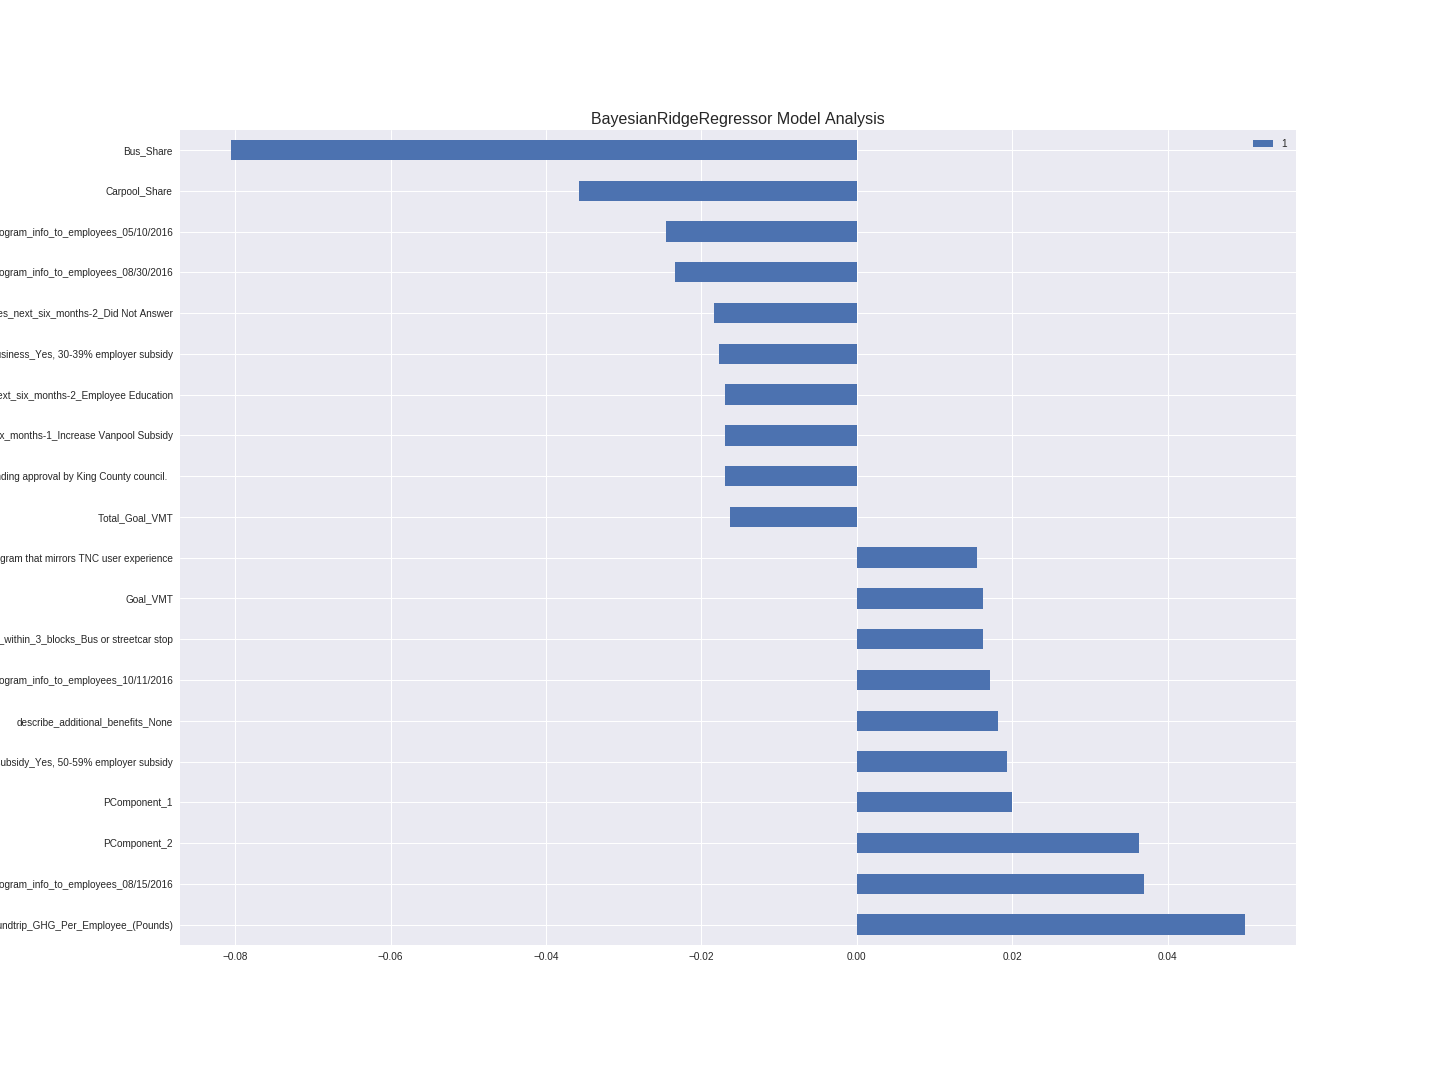 BayesianRidgeRegressor Model Analysis
1
Bus_Share
Carpool_Share
ogram_info_to_employees_05/10/2016
ogram_info_to_employees_08/30/2016
es_next_six_months-2_Did Not Answer
usiness_Yes, 30-39% employer subsidy
ext_six_months-2_Employee Education
x_months-1_Increase Vanpool Subsidy
ding approval by King County council.
Total_Goal_VMT
gram that mirrors TNC user experience
Goal_VMT
_within_3_blocks_Bus or streetcar stop
ogram_info_to_employees_10/11/2016
describe_additional_benefits_None
ubsidy_Yes, 50-59% employer subsidy
PComponent_1
PComponent_2
ogram_info_to_employees_08/15/2016
undtrip_GHG_Per_Employee_(Pounds)
−0.08 −0.06 −0.04 −0.02 0.00 0.02 0.04